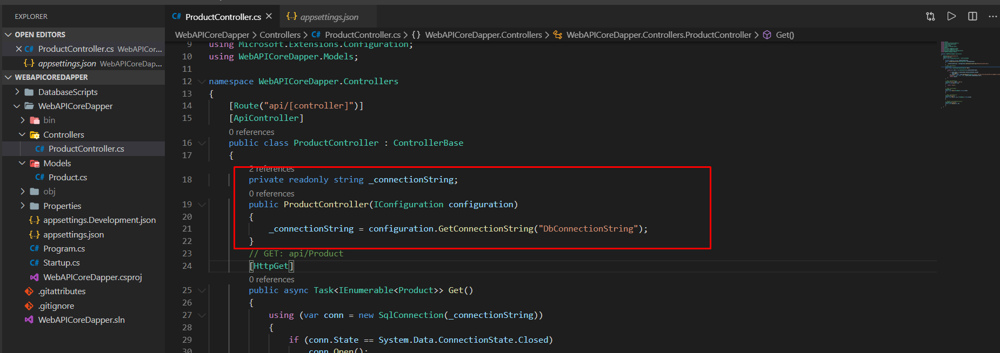 EXPLORER
OPEN EDITORS
ProductController.cs WebAPICor...
appsettings.json WebAPICoreDap...
WEBAPICOREDAPPER
DatabaseScripts
WebAPICoreDapper
bin
Controllers
C# ProductController.cs
Models
C# Product.cs
obj
Properties
{..} appsettings.Development.json
{..} appsettings.json
C# Program.cs
C# Startup.cs
WebAPICoreDapper.csproj
.gitattributes
.gitignore
WebAPICoreDapper.sln
C# ProductController.cs
{..} appsettings.json
WebAPICoreDapper > Controllers > C# ProductController.cs > {} WebAPICoreDapper.Controllers > WebAPICoreDapper.Controllers.ProductController > Get()
9 using Microsoft.Extensions.Configuration;
10 using WebAPICoreDapper.Models;
11
12 namespace WebAPICoreDapper.Controllers
13 {
14 [Route("api/[controller]")]
15 [ApiController]
0 references
16 public class ProductController : ControllerBase
17 {
2 references
18 private readonly string _connectionString;
0 references
19 public ProductController(IConfiguration configuration)
20 {
21 _connectionString = configuration.GetConnectionString("DbConnectionString");
22 }
23 // GET: api/Product
24 [HttpGet]
0 references
25 public async Task<IEnumerable<Product>> Get()
26 {
27 using (var conn = new SqlConnection(_connectionString))
28 {
29 if (conn.State == System.Data.ConnectionState.Closed)
30 conn.Open();